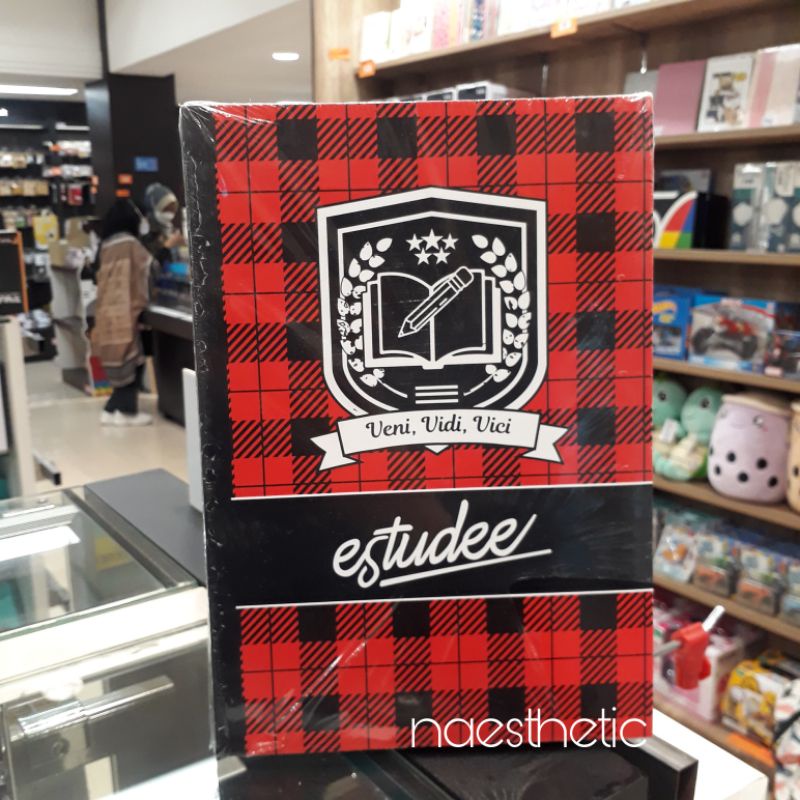 Veni, Vidi, Vici
estudee
naesthetic